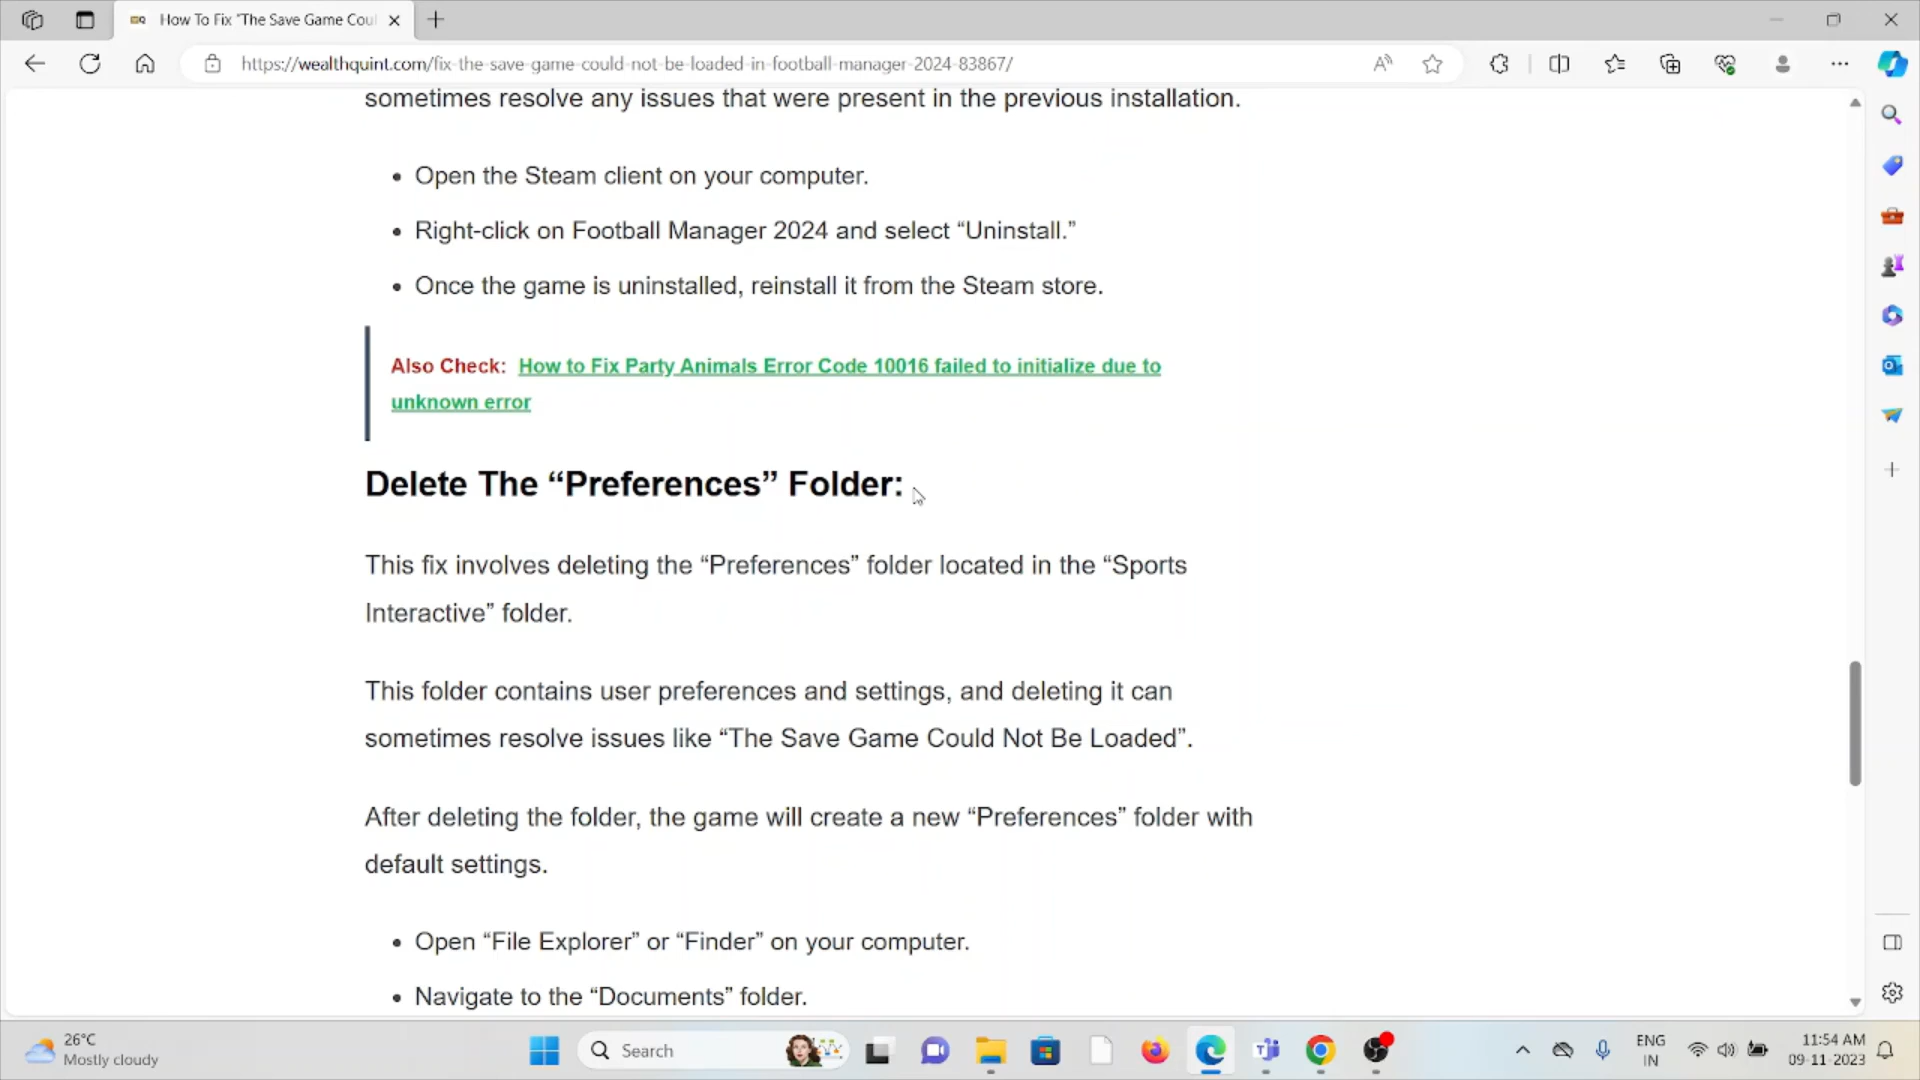 How To Fix "The Save Game Coul
https://wealthquint.com/fix-the-save-game-could-not-be-loaded-in-football-manager-2024-83867/
sometimes resolve any issues that were present in the previous installation.
• Open the Steam client on your computer.
• Right-click on Football Manager 2024 and select “Uninstall.”
• Once the game is uninstalled, reinstall it from the Steam store.
Also Check: How to Fix Party Animals Error Code 10016 failed to initialize due to
unknown error
Delete The “Preferences” Folder:
This fix involves deleting the “Preferences” folder located in the “Sports
Interactive” folder.
This folder contains user preferences and settings, and deleting it can
sometimes resolve issues like “The Save Game Could Not Be Loaded”.
After deleting the folder, the game will create a new “Preferences” folder with
default settings.
• Open “File Explorer” or “Finder” on your computer.
• Navigate to the “Documents” folder.
26°C
Mostly cloudy
Search
ENG
IN
11:54 AM
09-11-2023